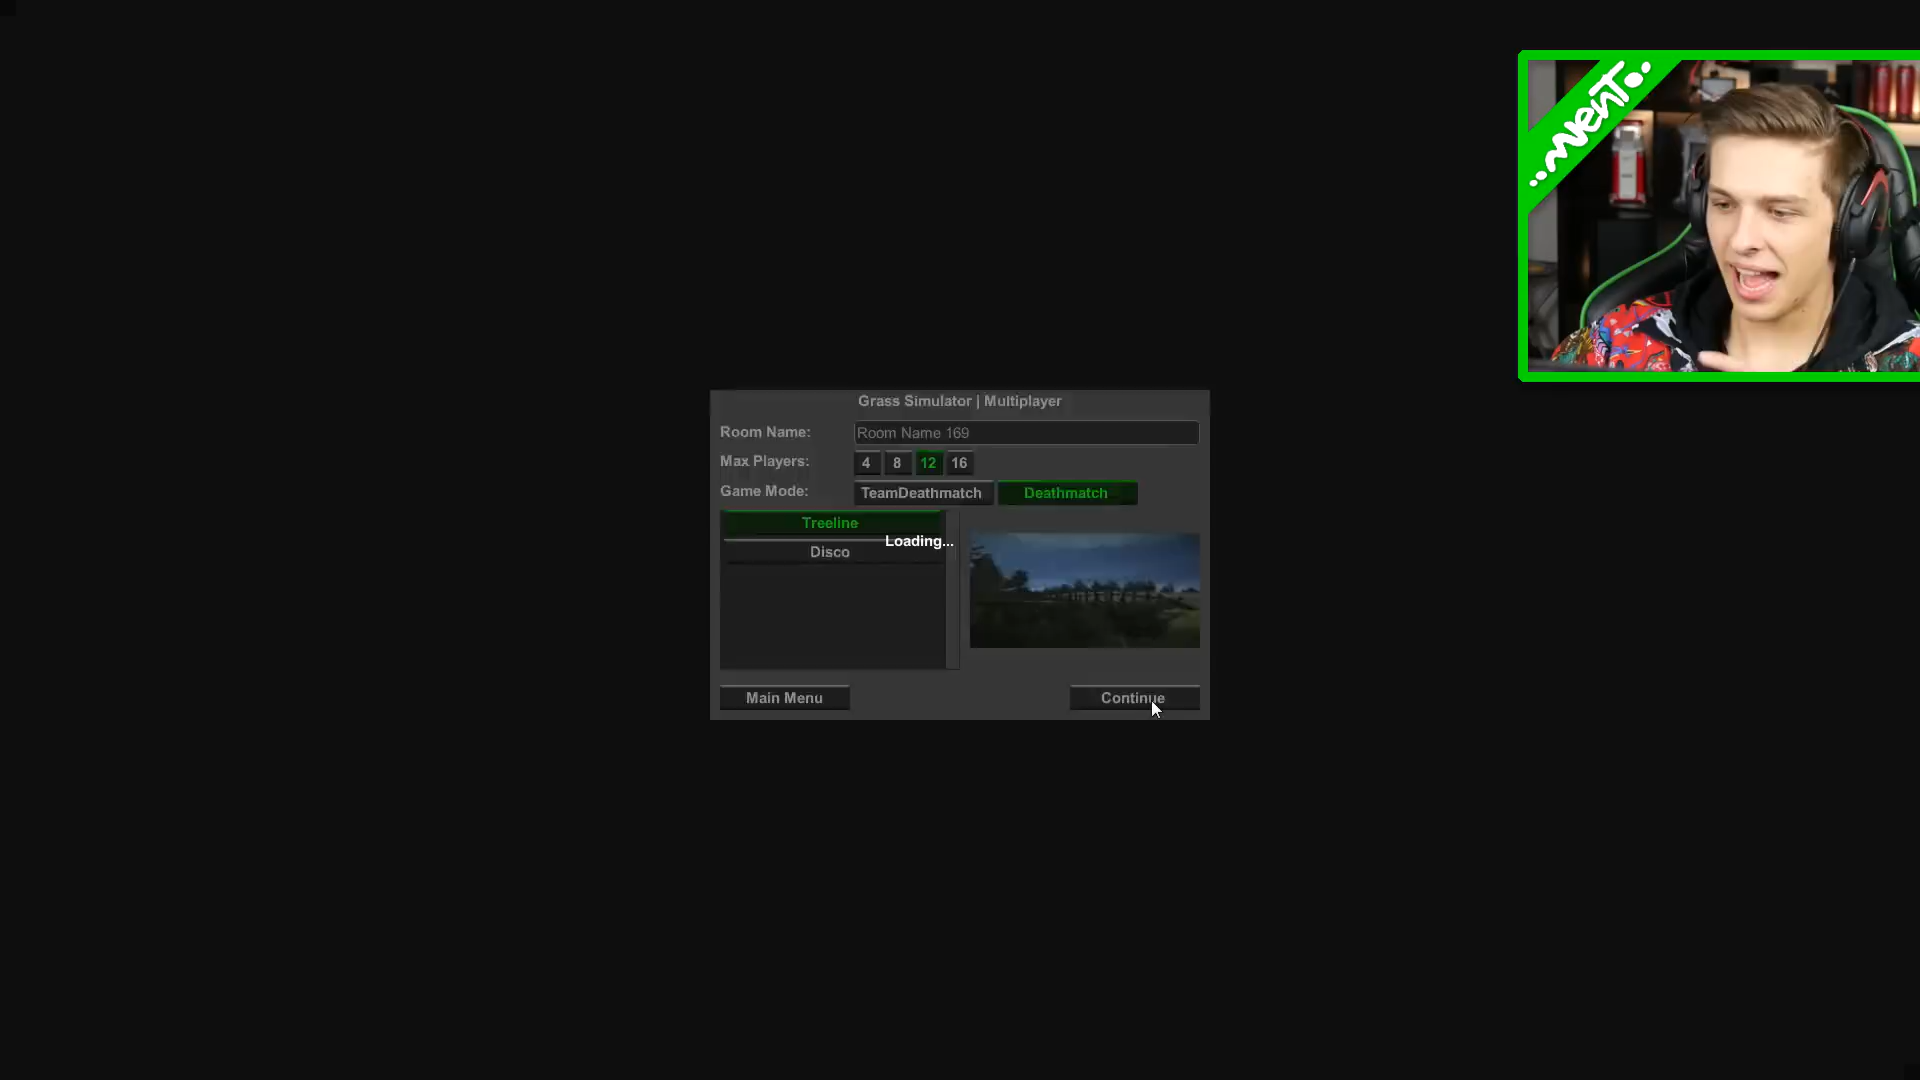 ..MenT..
Grass Simulator | Multiplayer
Room Name: Room Name 169
Max Players: 4 8 12 16
Game Mode: TeamDeathmatch Deathmatch
Treeline
Loading...
Disco
Main Menu Continue